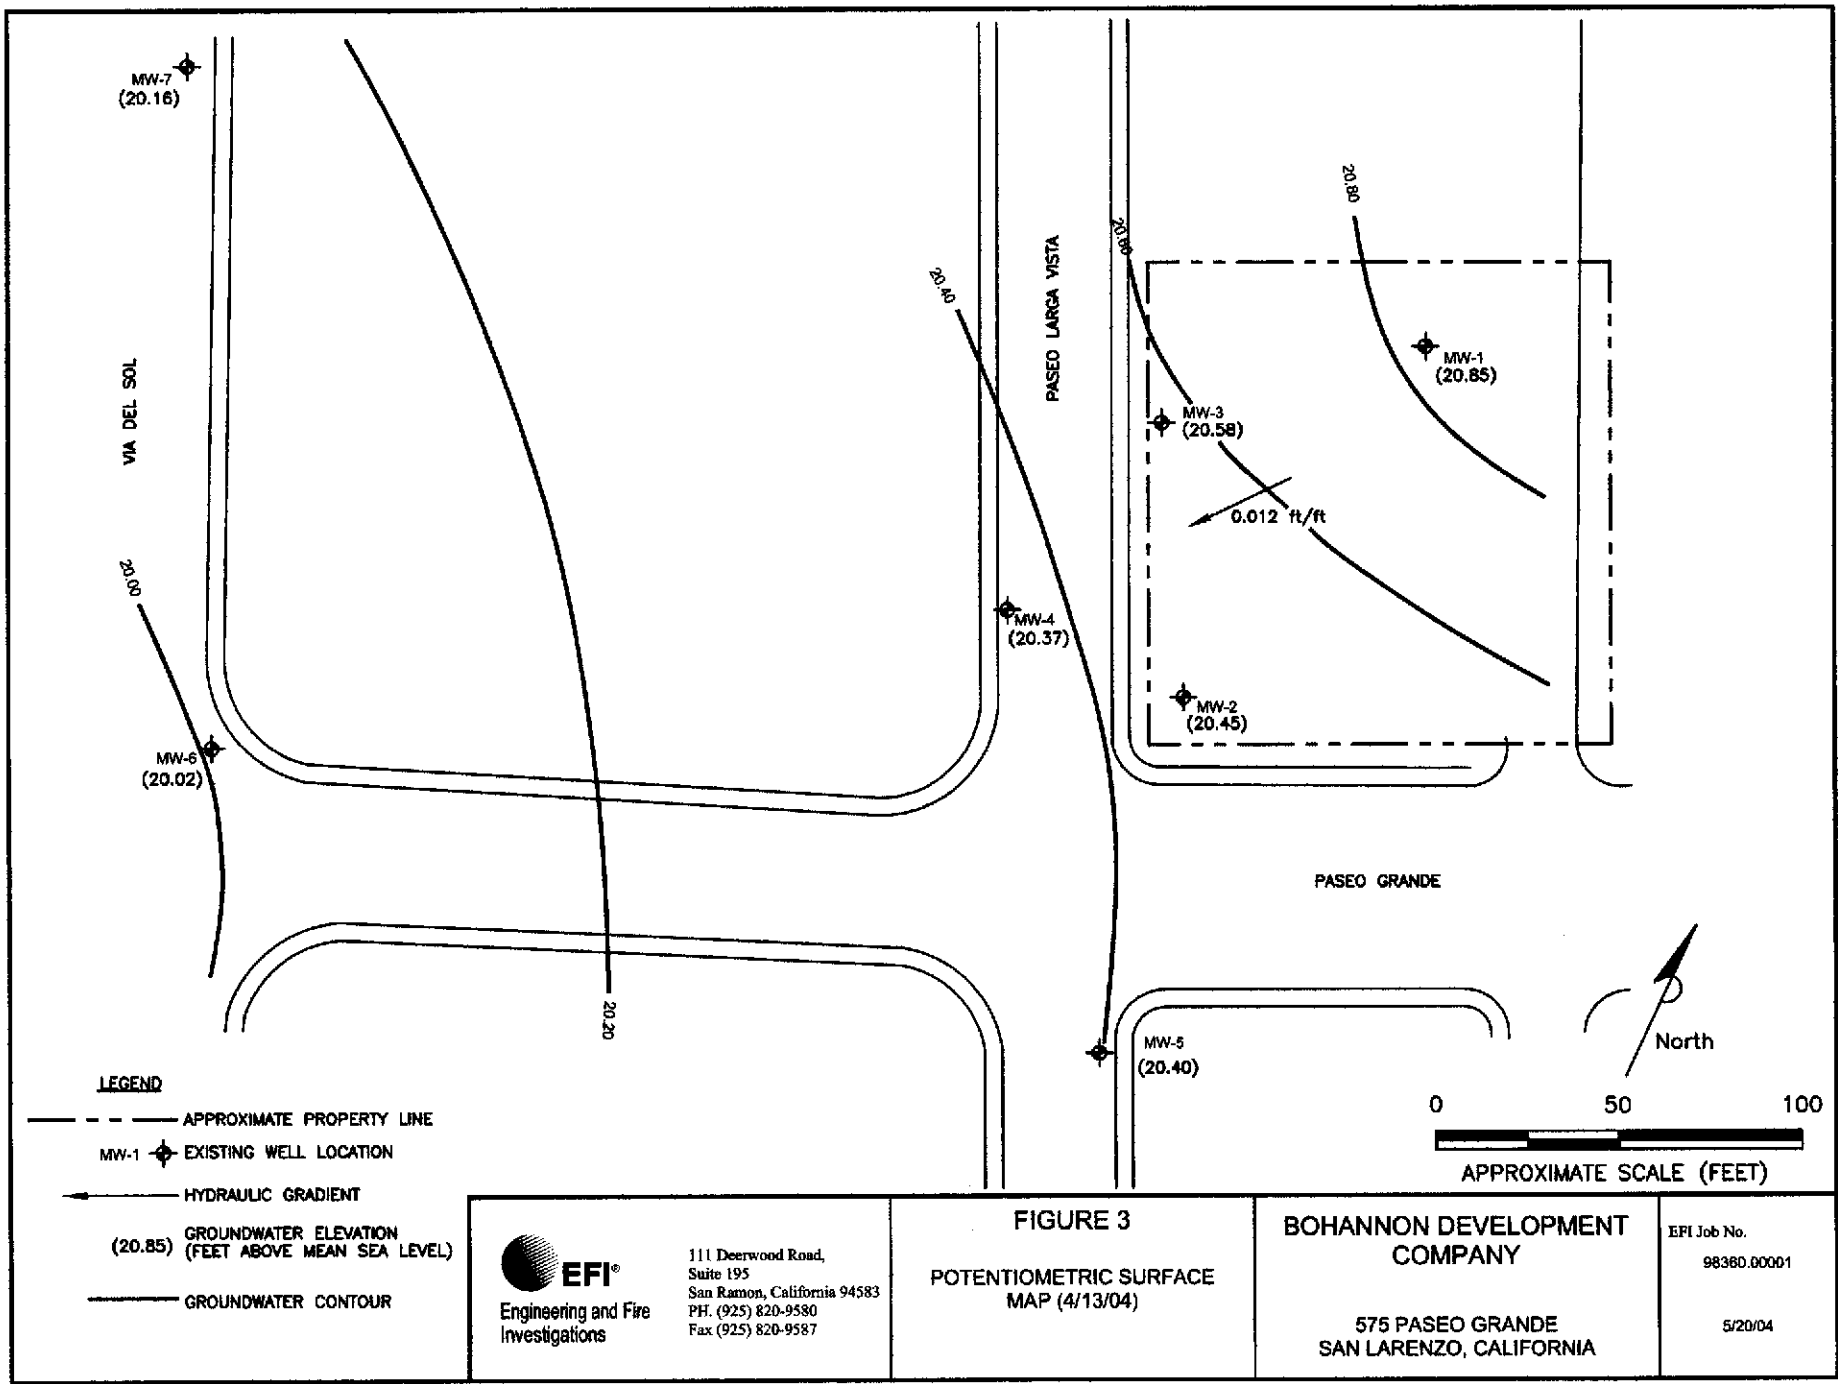 MW-7
(20.16)
20.80
20.60
20.40
PASEO LARGA VISTA
MW-1
(20.85)
VIA DEL SOL
MW-3
(20.58)
0.012 ft/ft
20.00
MW-4
(20.37)
MW-2
(20.45)
MW-6
(20.02)
PASEO GRANDE
20.20
MW-5
(20.40)
North
LEGEND
APPROXIMATE PROPERTY LINE
MW-1 EXISTING WELL LOCATION
HYDRAULIC GRADIENT
(20.85) GROUNDWATER ELEVATION
(FEET ABOVE MEAN SEA LEVEL)
GROUNDWATER CONTOUR
0 50 100
APPROXIMATE SCALE (FEET)
EFI®
Engineering and Fire
Investigations
111 Deerwood Road,
Suite 195
San Ramon, California 94583
PH. (925) 820-9580
Fax (925) 820-9587
FIGURE 3
POTENTIOMETRIC SURFACE
MAP (4/13/04)
BOHANNON DEVELOPMENT
COMPANY
575 PASEO GRANDE
SAN LARENZO, CALIFORNIA
EFI Job No.
98360.00001
5/20/04